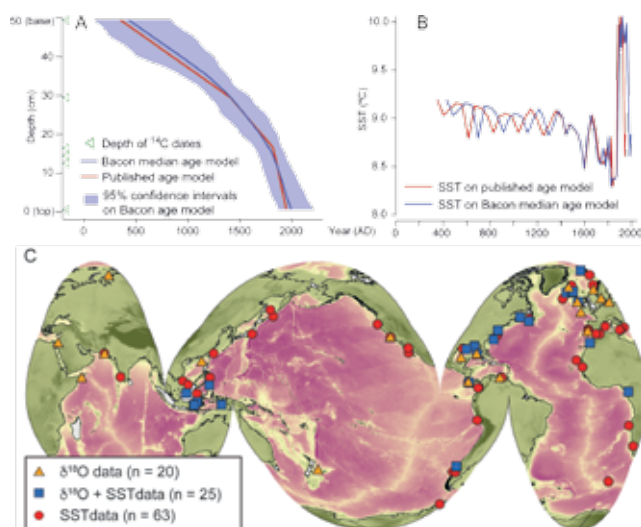 A
50 (base)
40
30
20
10
0 (top)
Depth (cm)
Depth of ¹⁴C dates
Bacon median age model
Published age model
95% confidence intervals
on Bacon age model
0
500
1000
1500
2000
Year (AD)
B
10.0
9.5
9.0
8.5
8.0
SST (°C)
SST on published age model
SST on Bacon median age model
0
400
800
1200
1600
2000
C
δ¹⁸O data (n = 20)
δ¹⁸O + SSTdata (n = 25)
SSTdata (n = 63)